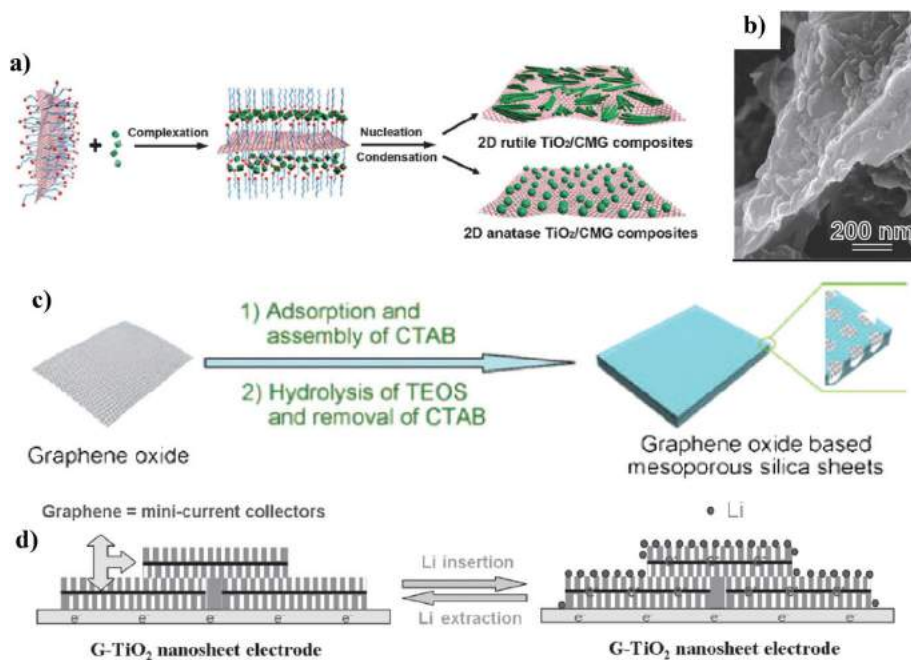 a)
b)
+
Complexation
Nucleation
Condensation
2D rutile TiO₂/CMG composites
2D anatase TiO₂/CMG composites
200 nm
c)
1) Adsorption and
assembly of CTAB
2) Hydrolysis of TEOS
and removal of CTAB
Graphene oxide
Graphene oxide based
mesoporous silica sheets
Graphene = mini-current collectors
d)
Li
Li insertion
Li extraction
e⁻ e⁻ e⁻ e⁻ e⁻
e⁻ e⁻ e⁻ e⁻ e⁻
G-TiO₂ nanosheet electrode
G-TiO₂ nanosheet electrode